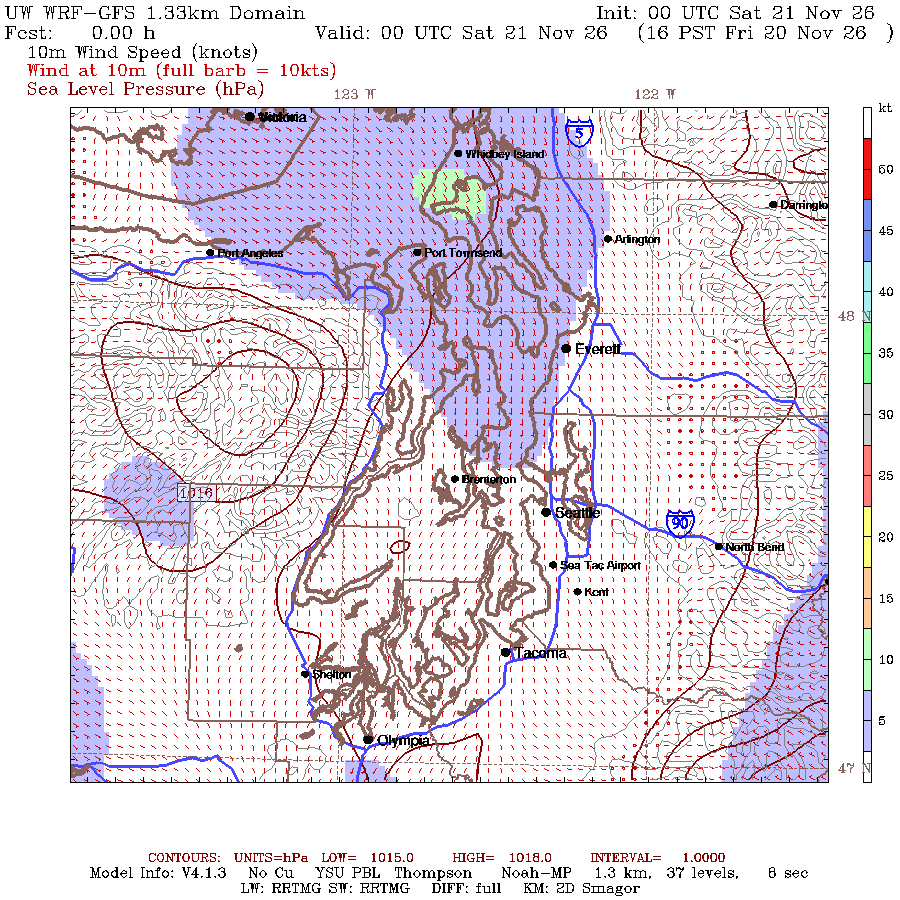 UW WRF-GFS 1.33km Domain Init: 00 UTC Sat 21 Nov 26
Fcst: 0.00 h Valid: 00 UTC Sat 21 Nov 26 (16 PST Fri 20 Nov 26 )
10m Wind Speed (knots)
Wind at 10m (full barb = 10kts)
Sea Level Pressure (hPa)
123 W 122 W
kt
Victoria
5
Whidbey Island
60
Darringto
Arlington
45
Port Angeles
Port Townsend
40
48 N
Everett
35
30
Bremerton
25
1016
Seattle
90
20
North Bend
Sea Tac Airport
Kent
15
Tacoma
10
Shelton
5
Olympia
47 N
CONTOURS: UNITS=hPa LOW= 1015.0 HIGH= 1018.0 INTERVAL= 1.0000
Model Info: V4.1.3 No Cu YSU PBL Thompson Noah-MP 1.3 km, 37 levels, 8 sec
LW: RRTMG SW: RRTMG DIFF: full KM: 2D Smagor